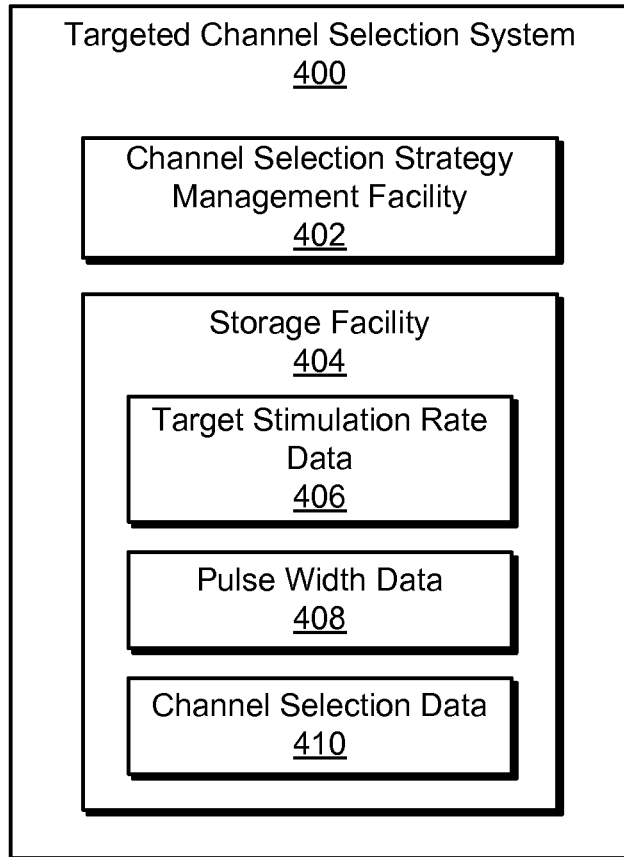 Targeted Channel Selection System
400
Channel Selection Strategy
Management Facility
402
Storage Facility
404
Target Stimulation Rate
Data
406
Pulse Width Data
408
Channel Selection Data
410